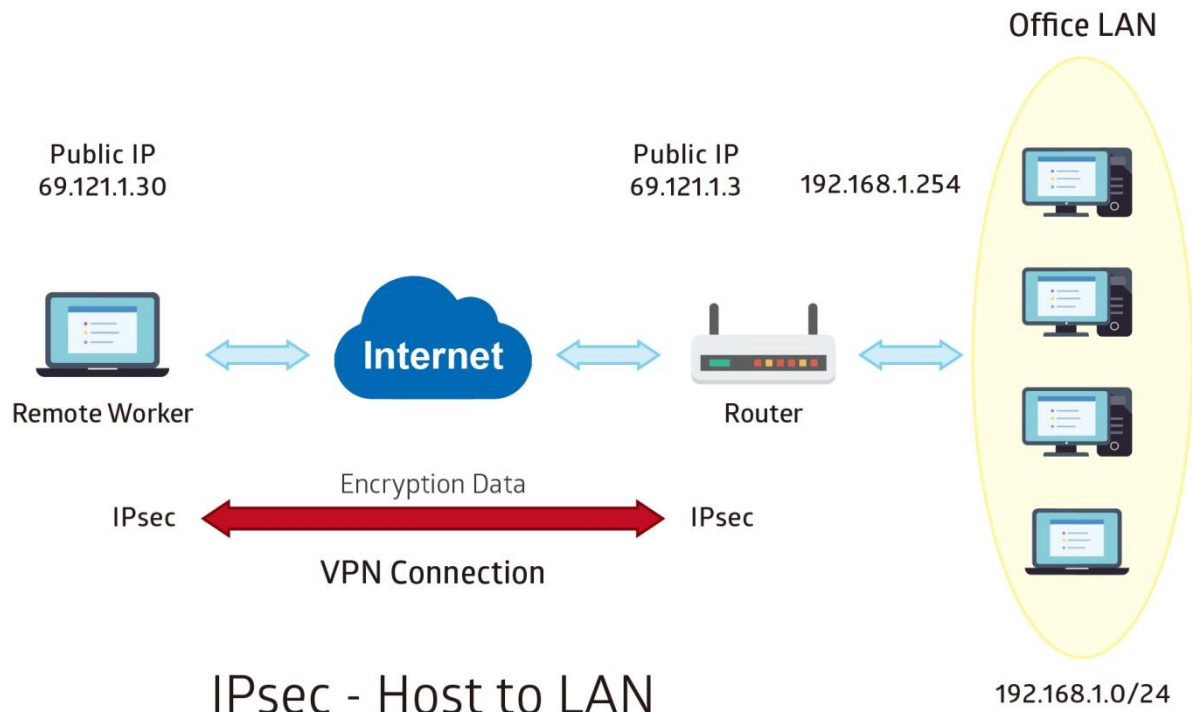 Office LAN
Public IP
69.121.1.30
Public IP
69.121.1.3
192.168.1.254
Internet
Remote Worker
Router
Encryption Data
IPsec
IPsec
VPN Connection
IPsec - Host to LAN
192.168.1.0/24